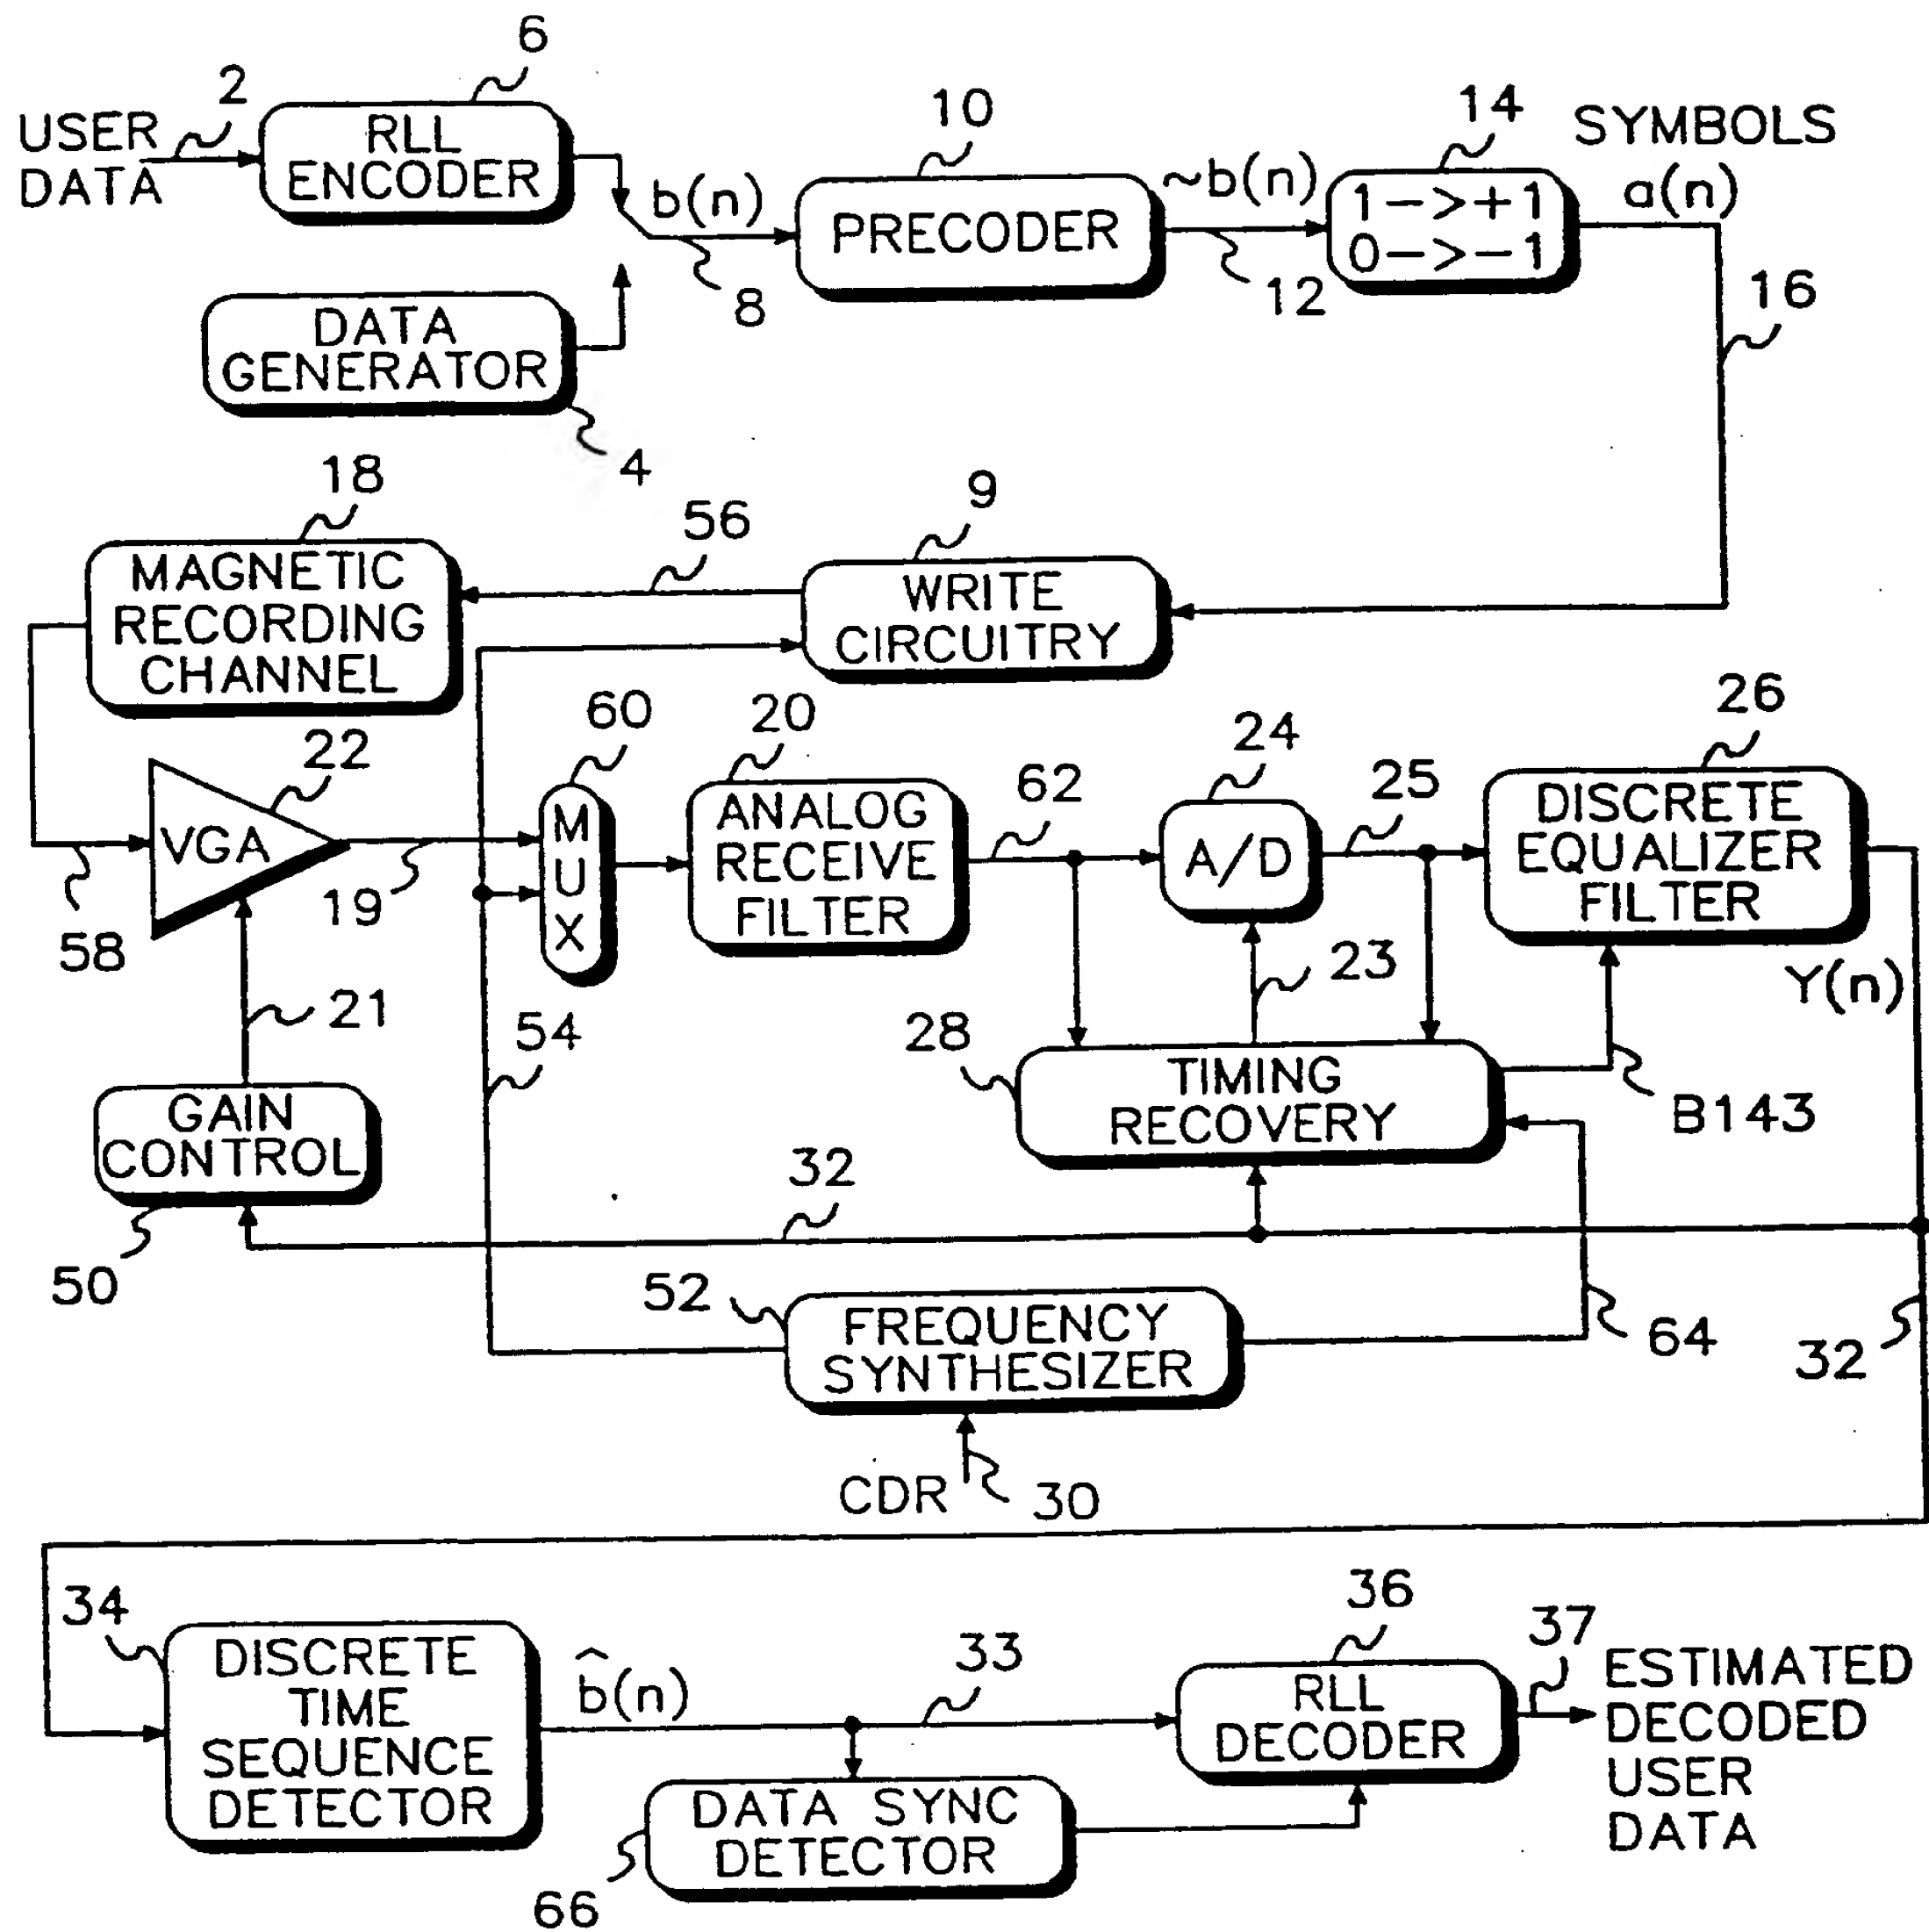 6
2
USER
DATA
RLL
ENCODER
b(n)
8
10
PRECODER
~b(n)
12
14
1->+1
0->-1
SYMBOLS
a(n)
16
DATA
GENERATOR
4
18
MAGNETIC
RECORDING
CHANNEL
56
9
WRITE
CIRCUITRY
22
VGA
58
19
21
60
MUX
20
ANALOG
RECEIVE
FILTER
62
24
A/D
25
26
DISCRETE
EQUALIZER
FILTER
Y(n)
23
54
28
TIMING
RECOVERY
B143
GAIN
CONTROL
50
32
52
FREQUENCY
SYNTHESIZER
64
32
CDR
30
34
DISCRETE
TIME
SEQUENCE
DETECTOR
b̂(n)
33
36
RLL
DECODER
37
ESTIMATED
DECODED
USER
DATA
DATA SYNC
DETECTOR
66